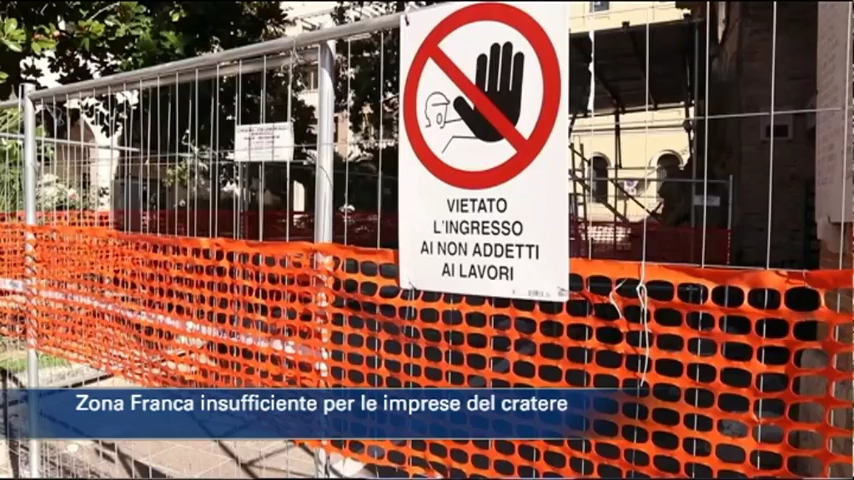 VIETATO
L'INGRESSO
AI NON ADDETTI
AI LAVORI
Zona Franca insufficiente per le imprese del cratere